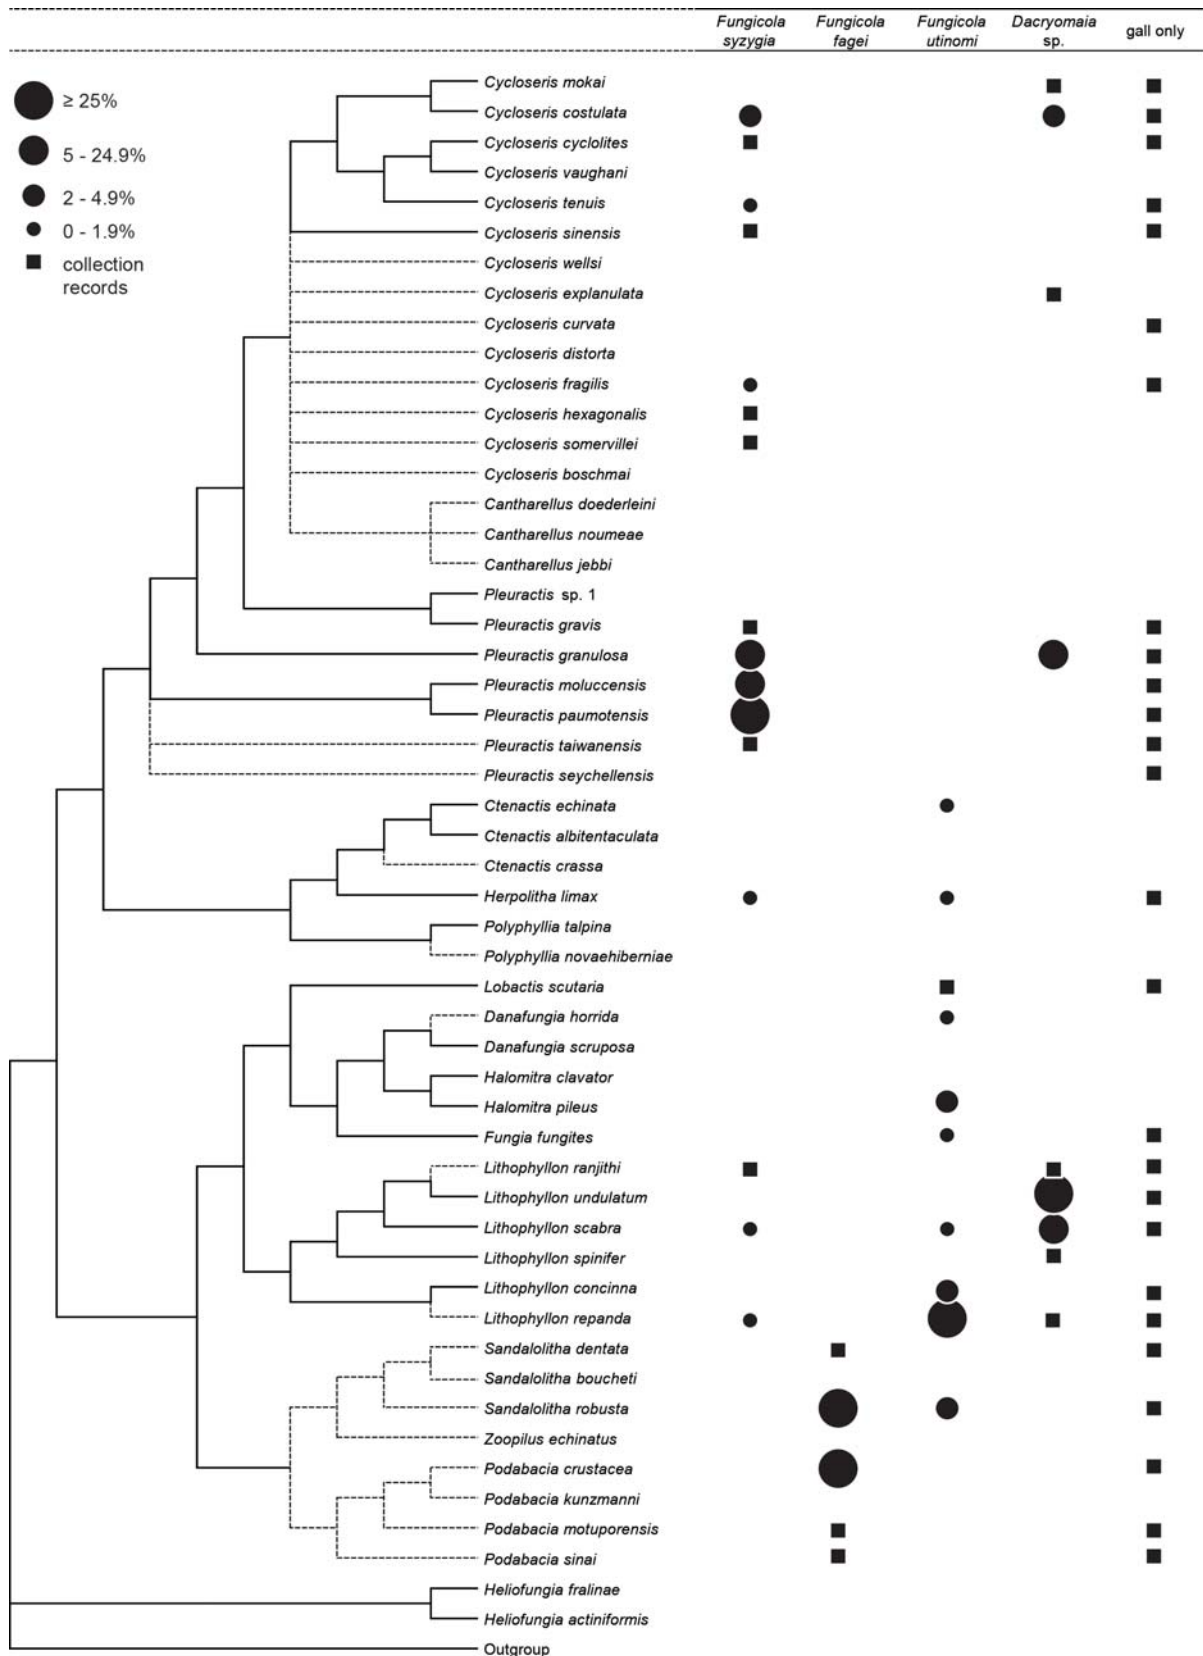 Fungicola syzygia
Fungicola fagei
Fungicola utinomi
Dacryomaia sp.
gall only
≥ 25%
5 - 24.9%
2 - 4.9%
0 - 1.9%
collection
records
Cycloseris mokai
Cycloseris costulata
Cycloseris cyclolites
Cycloseris vaughani
Cycloseris tenuis
Cycloseris sinensis
Cycloseris wellsi
Cycloseris explanulata
Cycloseris curvata
Cycloseris distorta
Cycloseris fragilis
Cycloseris hexagonalis
Cycloseris somervillei
Cycloseris boschmai
Cantharellus doederleini
Cantharellus noumeae
Cantharellus jebbi
Pleuractis sp. 1
Pleuractis gravis
Pleuractis granulosa
Pleuractis moluccensis
Pleuractis paumotensis
Pleuractis taiwanensis
Pleuractis seychellensis
Ctenactis echinata
Ctenactis albitentaculata
Ctenactis crassa
Herpolitha limax
Polyphyllia talpina
Polyphyllia novaehiberniae
Lobactis scutaria
Danafungia horrida
Danafungia scruposa
Halomitra clavator
Halomitra pileus
Fungia fungites
Lithophyllon ranjithi
Lithophyllon undulatum
Lithophyllon scabra
Lithophyllon spinifer
Lithophyllon concinna
Lithophyllon repanda
Sandalolitha dentata
Sandalolitha boucheti
Sandalolitha robusta
Zoopilus echinatus
Podabacia crustacea
Podabacia kunzmanni
Podabacia motuporensis
Podabacia sinai
Heliofungia fralinae
Heliofungia actiniformis
Outgroup